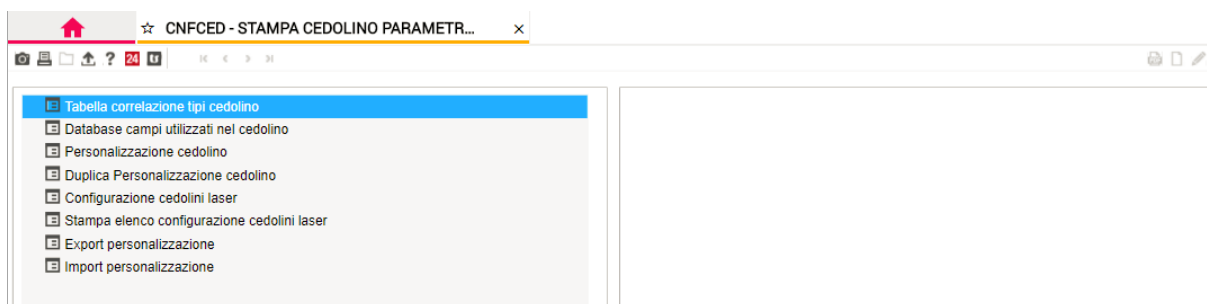 CNFCED - STAMPA CEDOLINO PARAMETR...
? 24
Tabella correlazione tipi cedolino
Database campi utilizzati nel cedolino
Personalizzazione cedolino
Duplica Personalizzazione cedolino
Configurazione cedolini laser
Stampa elenco configurazione cedolini laser
Export personalizzazione
Import personalizzazione